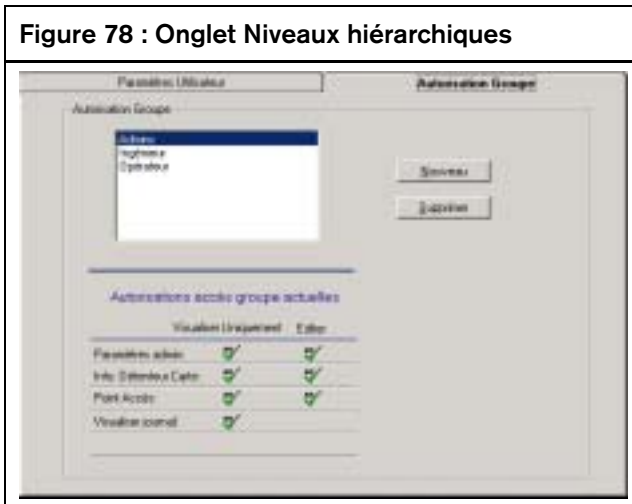 Figure 78 : Onglet Niveaux hiérarchiques
Paramètres Utilisateur
Autorisation Groupe
Autorisation Groupe
Ingénieur
Opérateur
Nouveau
Supprimer
Autorisations accès groupe actuelles
Visualiser Uniquement Editer
Paramètres admin.
Info. Détenteur Carte
Point Accès
Visualiser journal